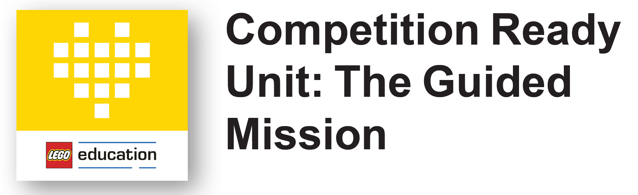 Competition Ready
Unit: The Guided
Mission
LEGO education